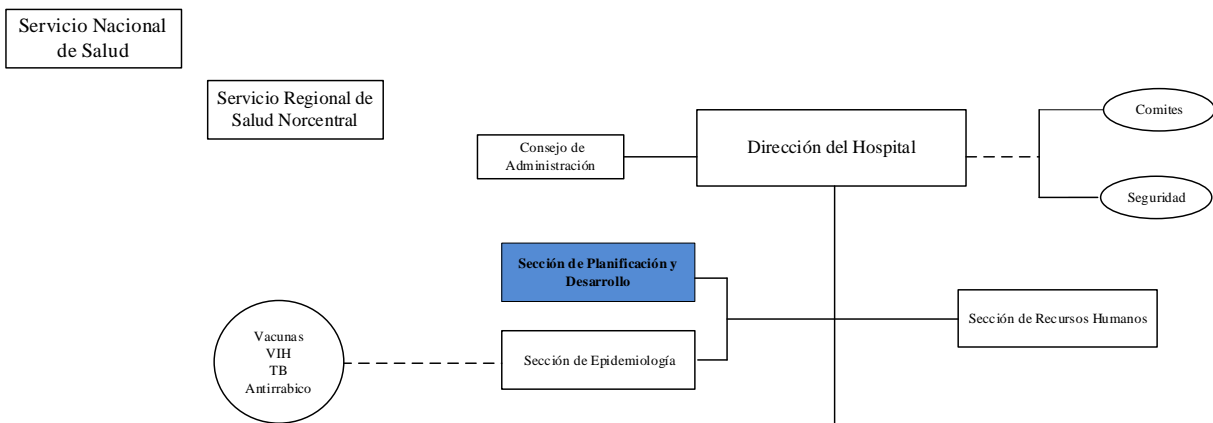 Servicio Nacional
de Salud
Servicio Regional de
Salud Norcentral
Consejo de
Administración
Dirección del Hospital
Comites
Seguridad
Sección de Planificación y
Desarrollo
Sección de Recursos Humanos
Vacunas
VIH
TB
Antirrabico
Sección de Epidemiología